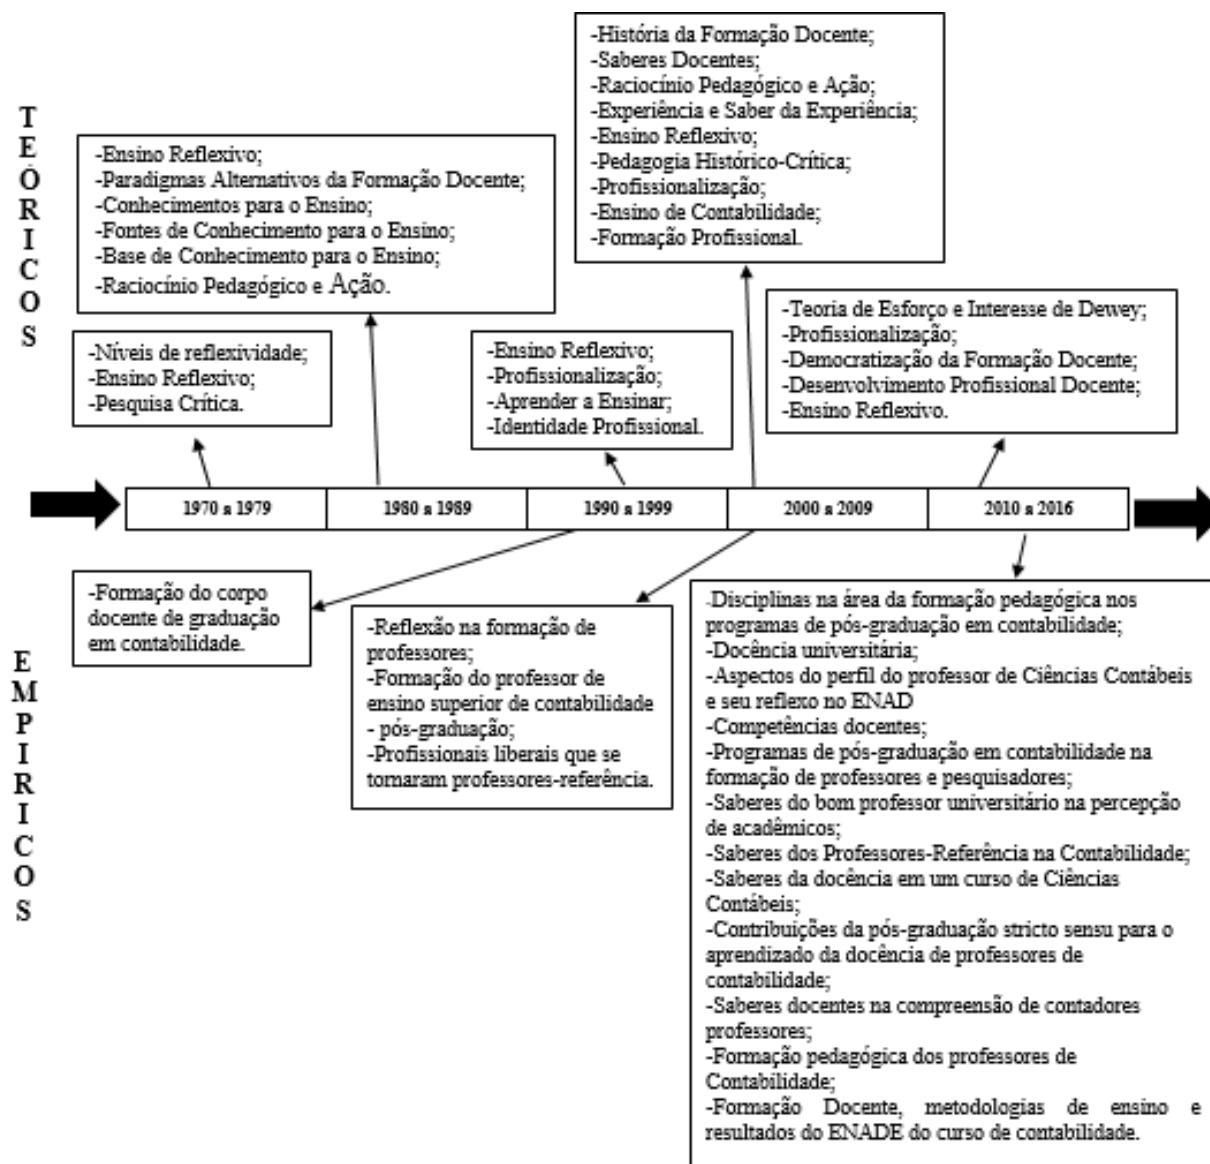 TEÓRICOS
-História da Formação Docente;
-Saberes Docentes;
-Raciocínio Pedagógico e Ação;
-Experiência e Saber da Experiência;
-Ensino Reflexivo;
-Pedagogia Histórico-Crítica;
-Profissionalização;
-Ensino de Contabilidade;
-Formação Profissional.
-Ensino Reflexivo;
-Paradigmas Alternativos da Formação Docente;
-Conhecimentos para o Ensino;
-Fontes de Conhecimento para o Ensino;
-Base de Conhecimento para o Ensino;
-Raciocínio Pedagógico e Ação.
-Níveis de reflexividade;
-Ensino Reflexivo;
-Pesquisa Crítica.
-Ensino Reflexivo;
-Profissionalização;
-Aprender a Ensinar;
-Identidade Profissional.
-Teoria de Esforço e Interesse de Dewey;
-Profissionalização;
-Democratização da Formação Docente;
-Desenvolvimento Profissional Docente;
-Ensino Reflexivo.
1970 a 1979
1980 a 1989
1990 a 1999
2000 a 2009
2010 a 2016
EMPIRICOS
-Formação do corpo
docente de graduação
em contabilidade.
-Reflexão na formação de
professores;
-Formação do professor de
ensino superior de contabilidade
- pós-graduação;
-Profissionais liberais que se
tornaram professores-referência.
-Disciplinas na área da formação pedagógica nos
programas de pós-graduação em contabilidade;
-Docência universitária;
-Aspectos do perfil do professor de Ciências Contábeis
e seu reflexo no ENAD
-Competências docentes;
-Programas de pós-graduação em contabilidade na
formação de professores e pesquisadores;
-Saberes do bom professor universitário na percepção
de acadêmicos;
-Saberes dos Professores-Referência na Contabilidade;
-Saberes da docência em um curso de Ciências
Contábeis;
-Contribuições da pós-graduação stricto sensu para o
aprendizado da docência de professores de
contabilidade;
-Saberes docentes na compreensão de contadores
professores;
-Formação pedagógica dos professores de
Contabilidade;
-Formação Docente, metodologias de ensino e
resultados do ENADE do curso de contabilidade.